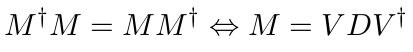 M†M = MM† ⇔ M = VDV†